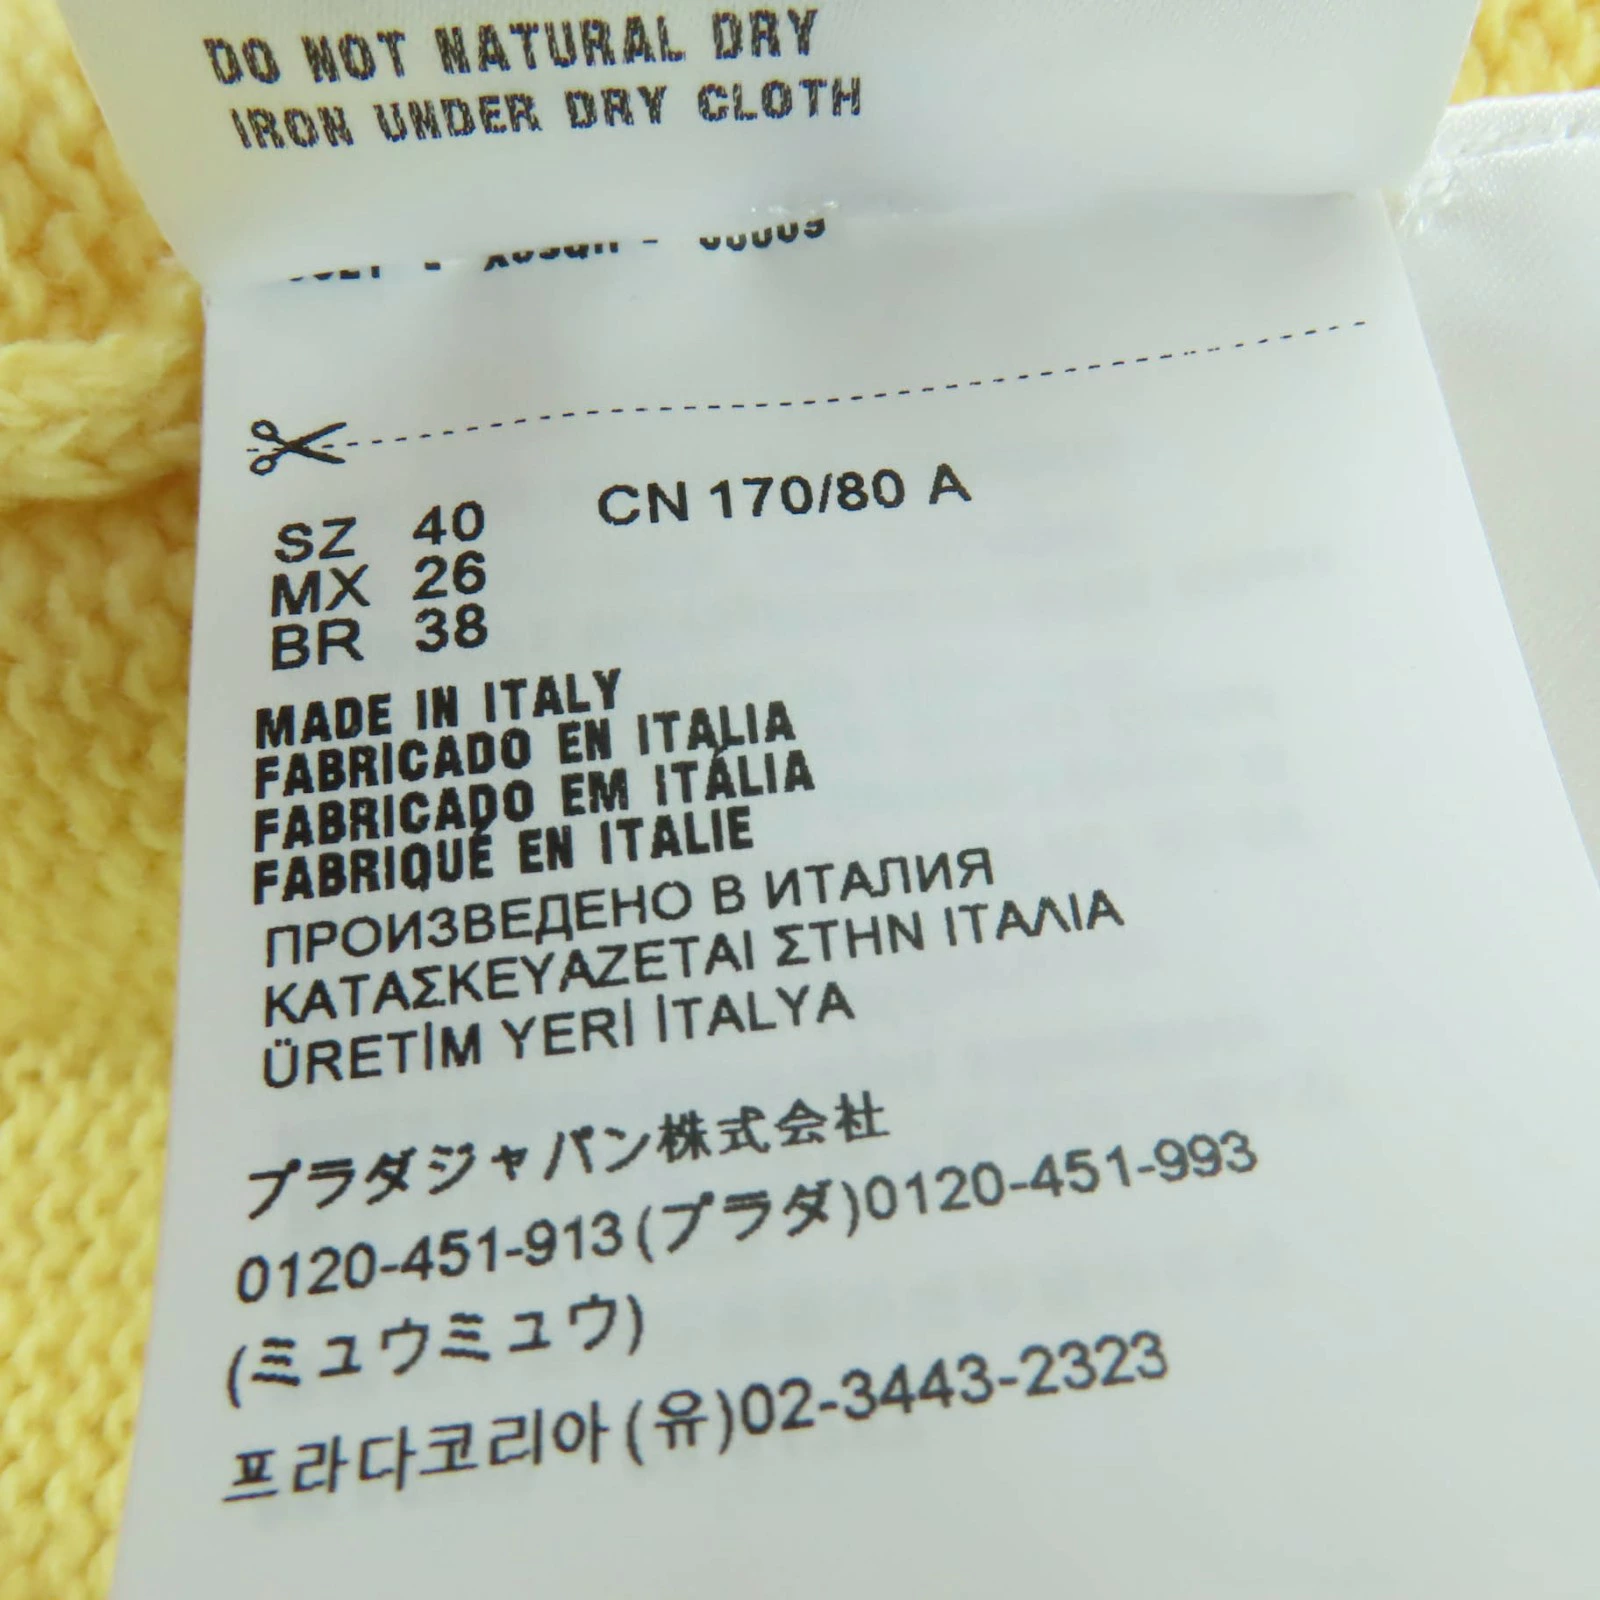 DO NOT NATURAL DRY
IRON UNDER DRY CLOTH
SZ 40 CN 170/80 A
MX 26
BR 38
MADE IN ITALY
FABRICADO EN ITALIA
FABRICADO EM ITÁLIA
FABRIQUÉ EN ITALIE
ПРОИЗВЕДЕНО В ИТАЛИЯ
ΚΑΤΑΣΚΕΥΑΖΕΤΑΙ ΣΤΗΝ ΙΤΑΛΙΑ
ÜRETİM YERİ İTALYA
プラダジャパン株式会社
0120-451-913(プラダ)0120-451-993
(ミュウミュウ)
프라다코리아(유)02-3443-2323